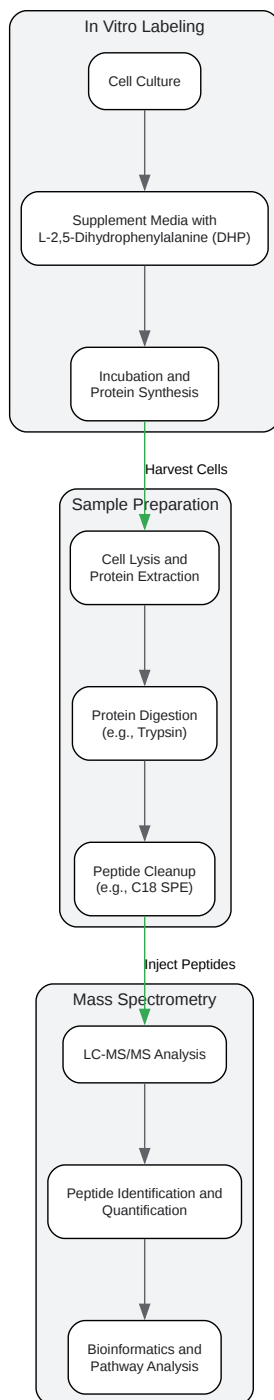 In Vitro Labeling
Cell Culture
Supplement Media with
L-2,5-Dihydrophenylalanine (DHP)
Incubation and
Protein Synthesis
Harvest Cells
Sample Preparation
Cell Lysis and
Protein Extraction
Protein Digestion
(e.g., Trypsin)
Peptide Cleanup
(e.g., C18 SPE)
Inject Peptides
Mass Spectrometry
LC-MS/MS Analysis
Peptide Identification and
Quantification
Bioinformatics and
Pathway Analysis